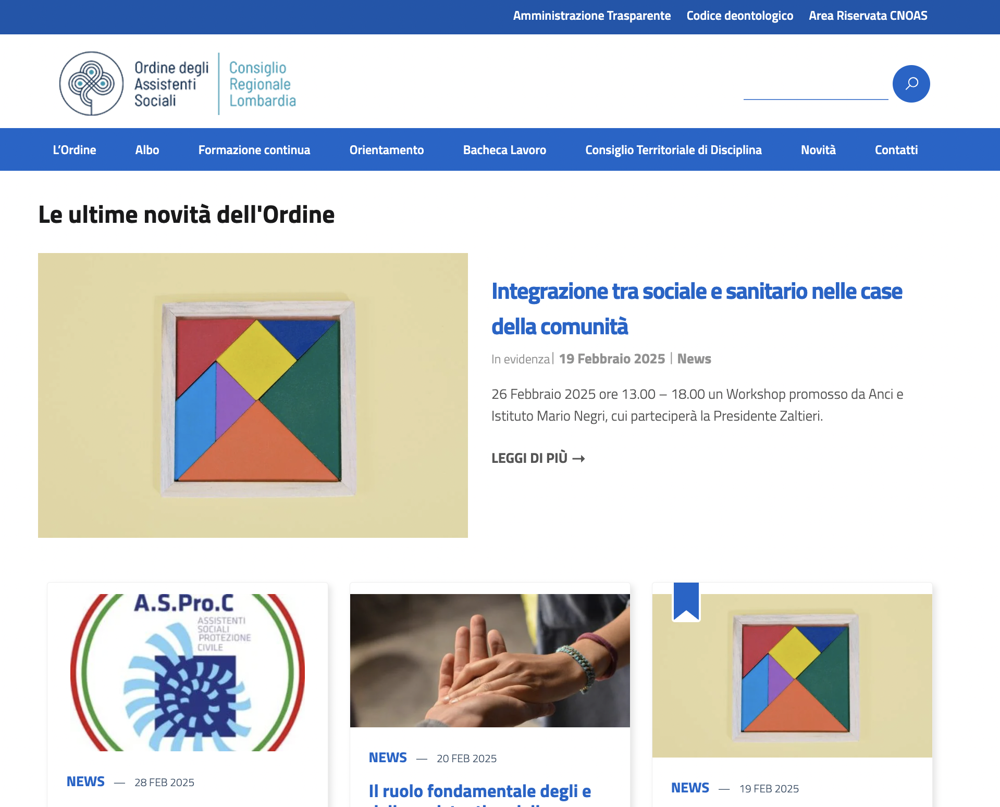 Amministrazione Trasparente Codice deontologico Area Riservata CNOAS
Ordine degli
Assistenti
Sociali
Consiglio
Regionale
Lombardia
L’Ordine Albo Formazione continua Orientamento Bacheca Lavoro Consiglio Territoriale di Disciplina Novità Contatti
Le ultime novità dell'Ordine
Integrazione tra sociale e sanitario nelle case
della comunità
In evidenza | 19 Febbraio 2025 | News
26 Febbraio 2025 ore 13.00 – 18.00 un Workshop promosso da Anci e
Istituto Mario Negri, cui parteciperà la Presidente Zaltieri.
LEGGI DI PIÙ →
A.S.Pro.C
ASSISTENTI
SOCIALI
PROTEZIONE
CIVILE
NEWS — 28 FEB 2025
NEWS — 20 FEB 2025
Il ruolo fondamentale degli e
NEWS — 19 FEB 2025